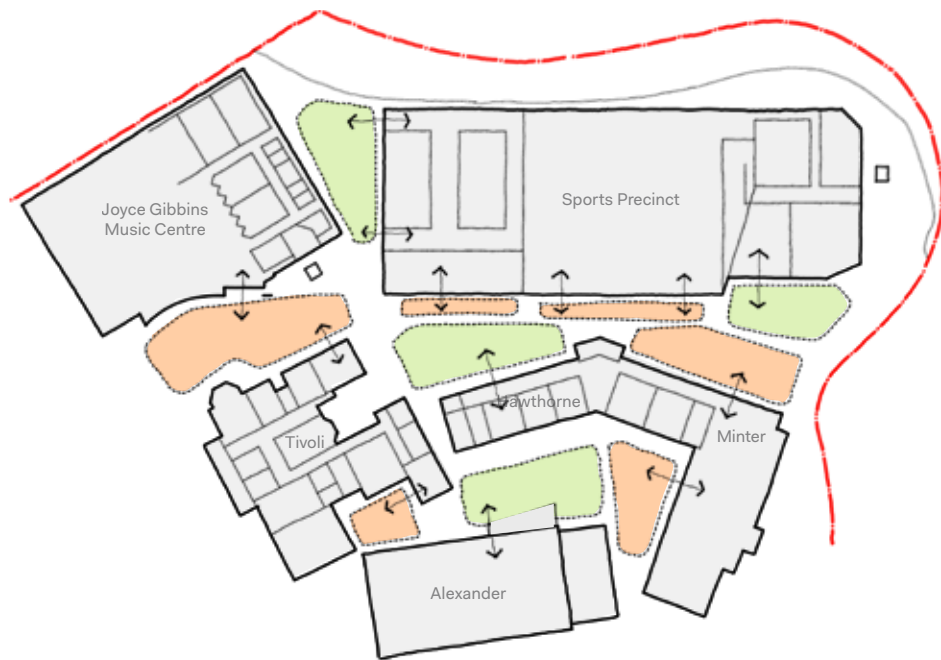 Joyce Gibbins
Music Centre
Sports Precinct
Hawthorne
Minter
Tivoli
Alexander